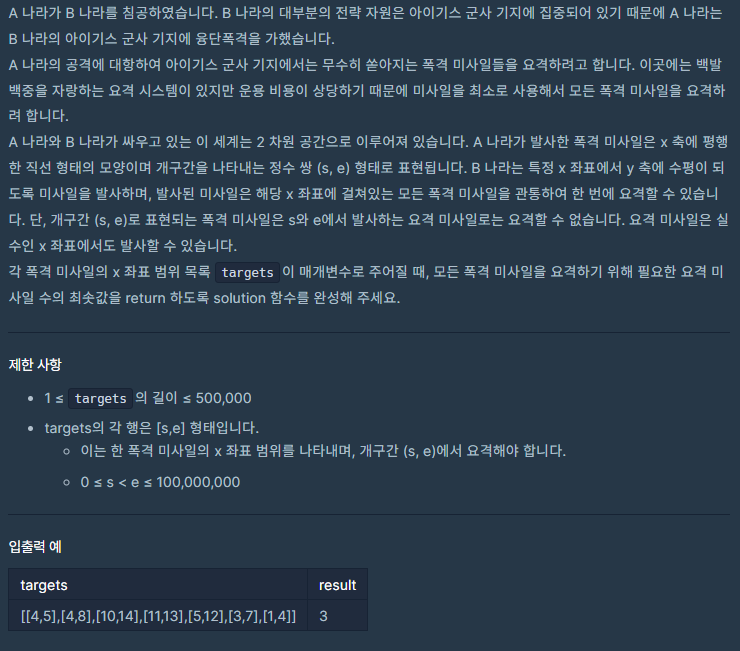 A 나라가 B 나라를 침공하였습니다. B 나라의 대부분의 전략 자원은 아이기스 군사 기지에 집중되어 있기 때문에 A 나라는
B 나라의 아이기스 군사 기지에 융단폭격을 가했습니다.
A 나라의 공격에 대항하여 아이기스 군사 기지에서는 무수히 쏟아지는 폭격 미사일들을 요격하려고 합니다. 이곳에는 백발
백중을 자랑하는 요격 시스템이 있지만 운용 비용이 상당하기 때문에 미사일을 최소로 사용해서 모든 폭격 미사일을 요격하
려 합니다.
A 나라와 B 나라가 싸우고 있는 이 세계는 2 차원 공간으로 이루어져 있습니다. A 나라가 발사한 폭격 미사일은 x 축에 평행
한 직선 형태의 모양이며 개구간을 나타내는 정수 쌍 (s, e) 형태로 표현됩니다. B 나라는 특정 x 좌표에서 y 축에 수평이 되
도록 미사일을 발사하며, 발사된 미사일은 해당 x 좌표에 걸쳐있는 모든 폭격 미사일을 관통하여 한 번에 요격할 수 있습니
다. 단, 개구간 (s, e)로 표현되는 폭격 미사일은 s와 e에서 발사하는 요격 미사일로는 요격할 수 없습니다. 요격 미사일은 실
수인 x 좌표에서도 발사할 수 있습니다.
각 폭격 미사일의 x 좌표 범위 목록 targets 이 매개변수로 주어질 때, 모든 폭격 미사일을 요격하기 위해 필요한 요격 미
사일 수의 최솟값을 return 하도록 solution 함수를 완성해 주세요.
제한 사항
• 1 ≤ targets 의 길이 ≤ 500,000
• targets의 각 행은 [s,e] 형태입니다.
◦ 이는 한 폭격 미사일의 x 좌표 범위를 나타내며, 개구간 (s, e)에서 요격해야 합니다.
◦ 0 ≤ s < e ≤ 100,000,000
입출력 예
targets result
[[4,5],[4,8],[10,14],[11,13],[5,12],[3,7],[1,4]] 3